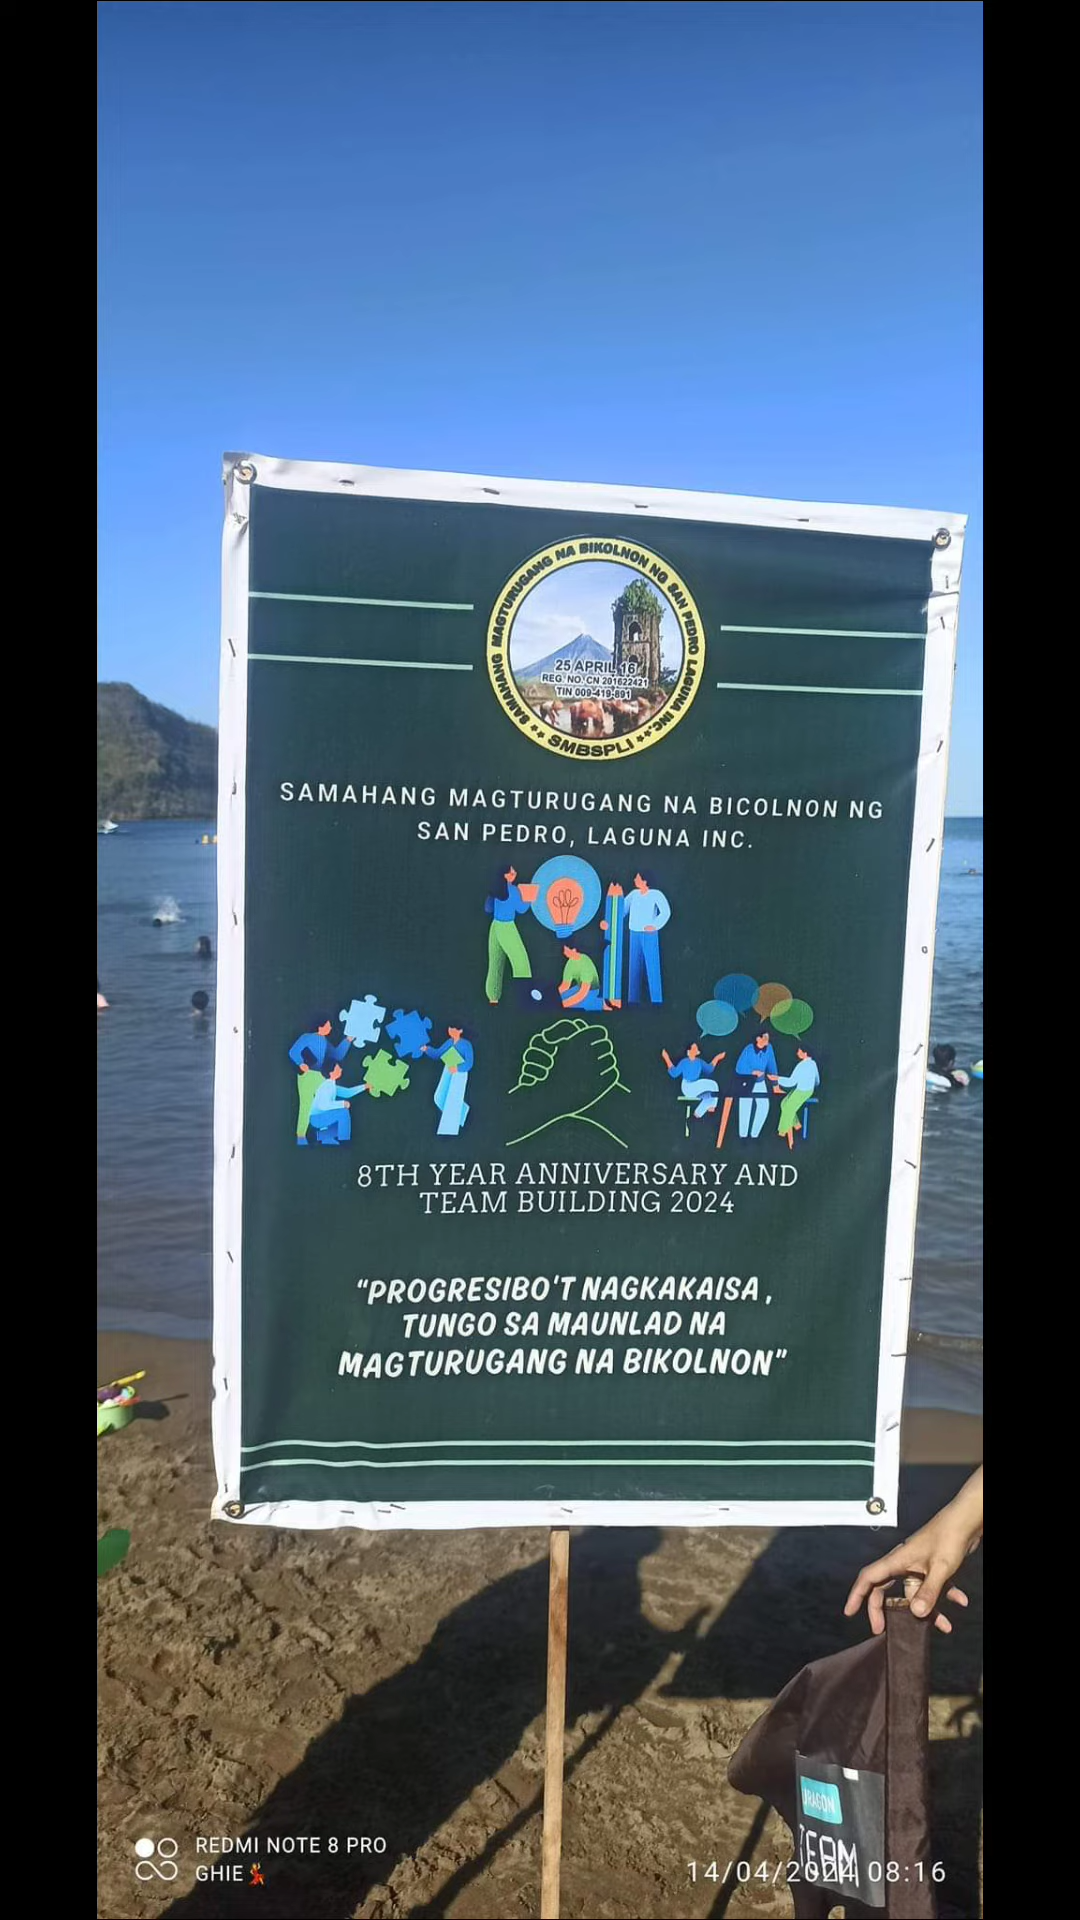 SAMAHANG MAGTURUGANG NA BIKOLNON NG SAN PEDRO LAGUNA INC.
25 APRIL 16
REG. NO. CN 201622421
TIN 009-419-891
SMBSPLI
SAMAHANG MAGTURUGANG NA BICOLNON NG
SAN PEDRO, LAGUNA INC.
8TH YEAR ANNIVERSARY AND
TEAM BUILDING 2024
“PROGRESIBO'T NAGKAKAISA ,
TUNGO SA MAUNLAD NA
MAGTURUGANG NA BIKOLNON”
URAGON
TEAM
REDMI NOTE 8 PRO
GHIE💃
14/04/2024 08:16